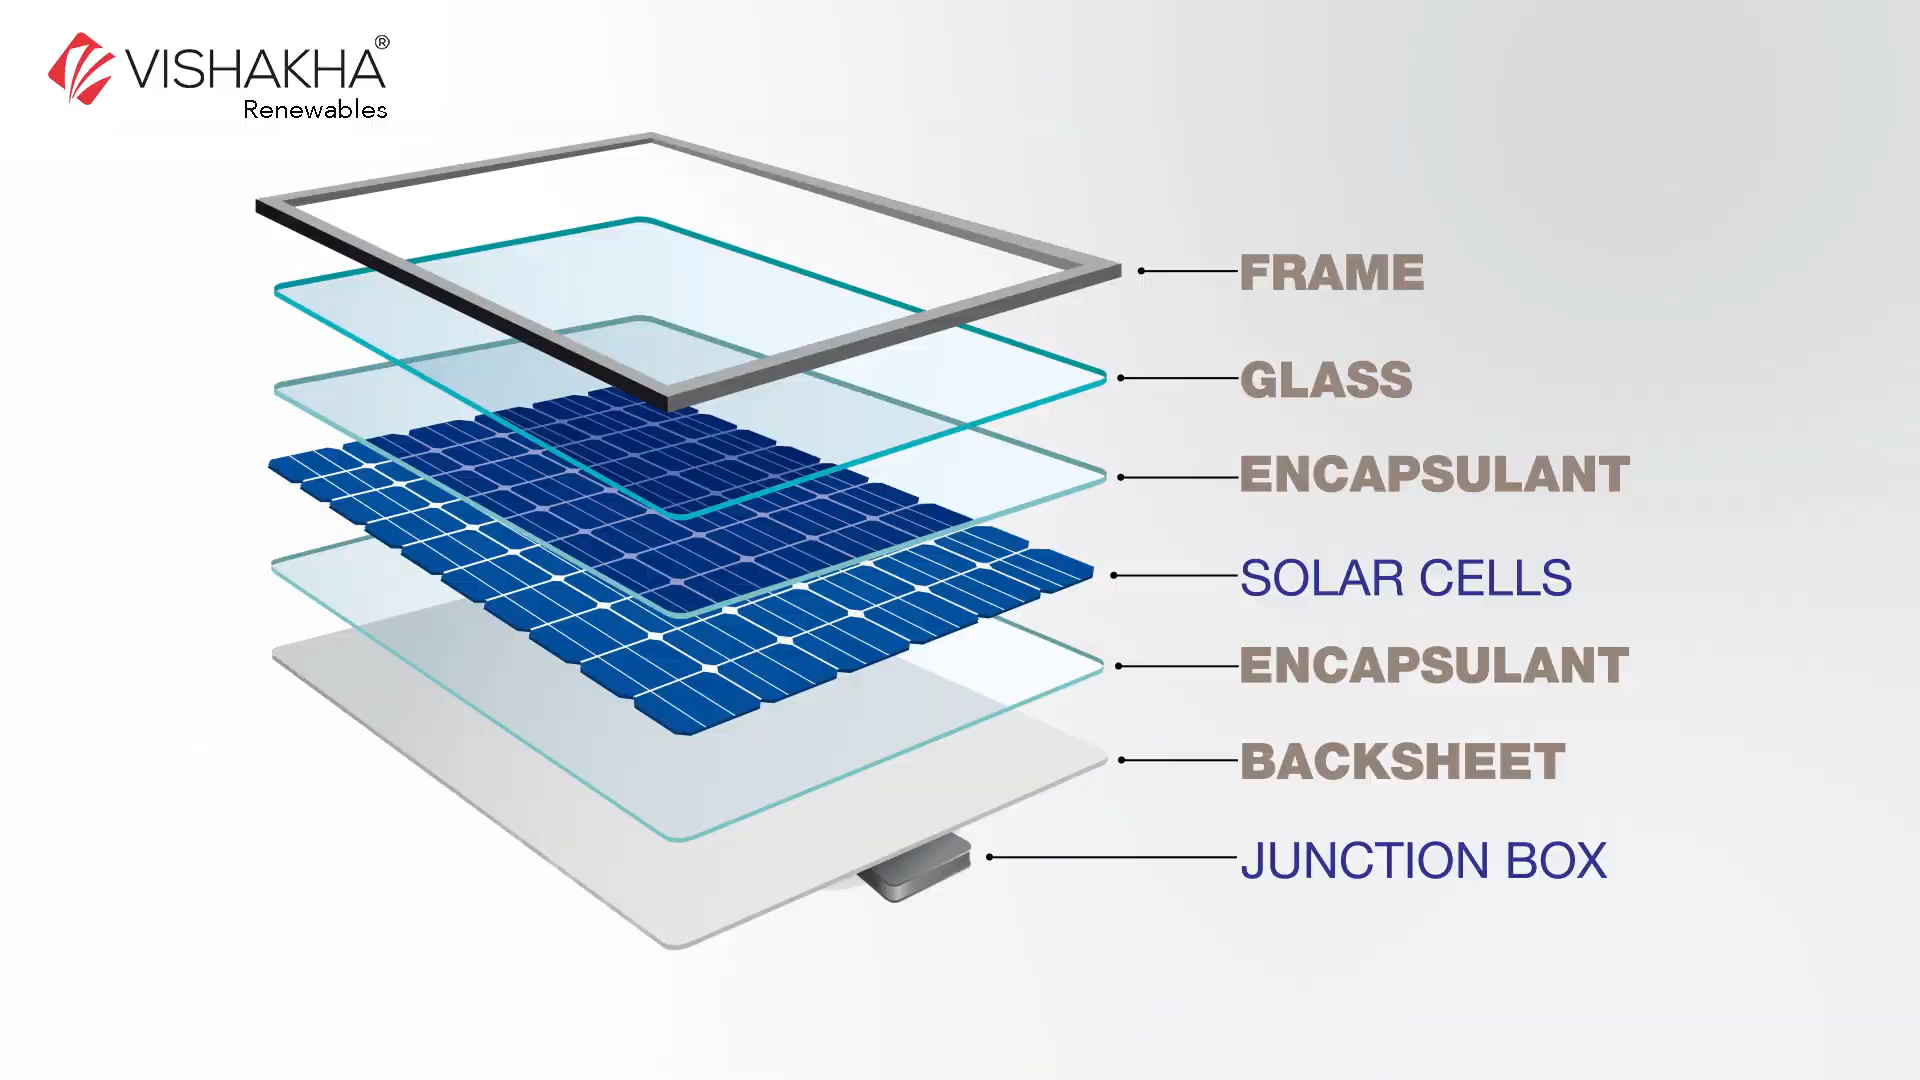 VISHAKHA®
Renewables
FRAME
GLASS
ENCAPSULANT
SOLAR CELLS
ENCAPSULANT
BACKSHEET
JUNCTION BOX